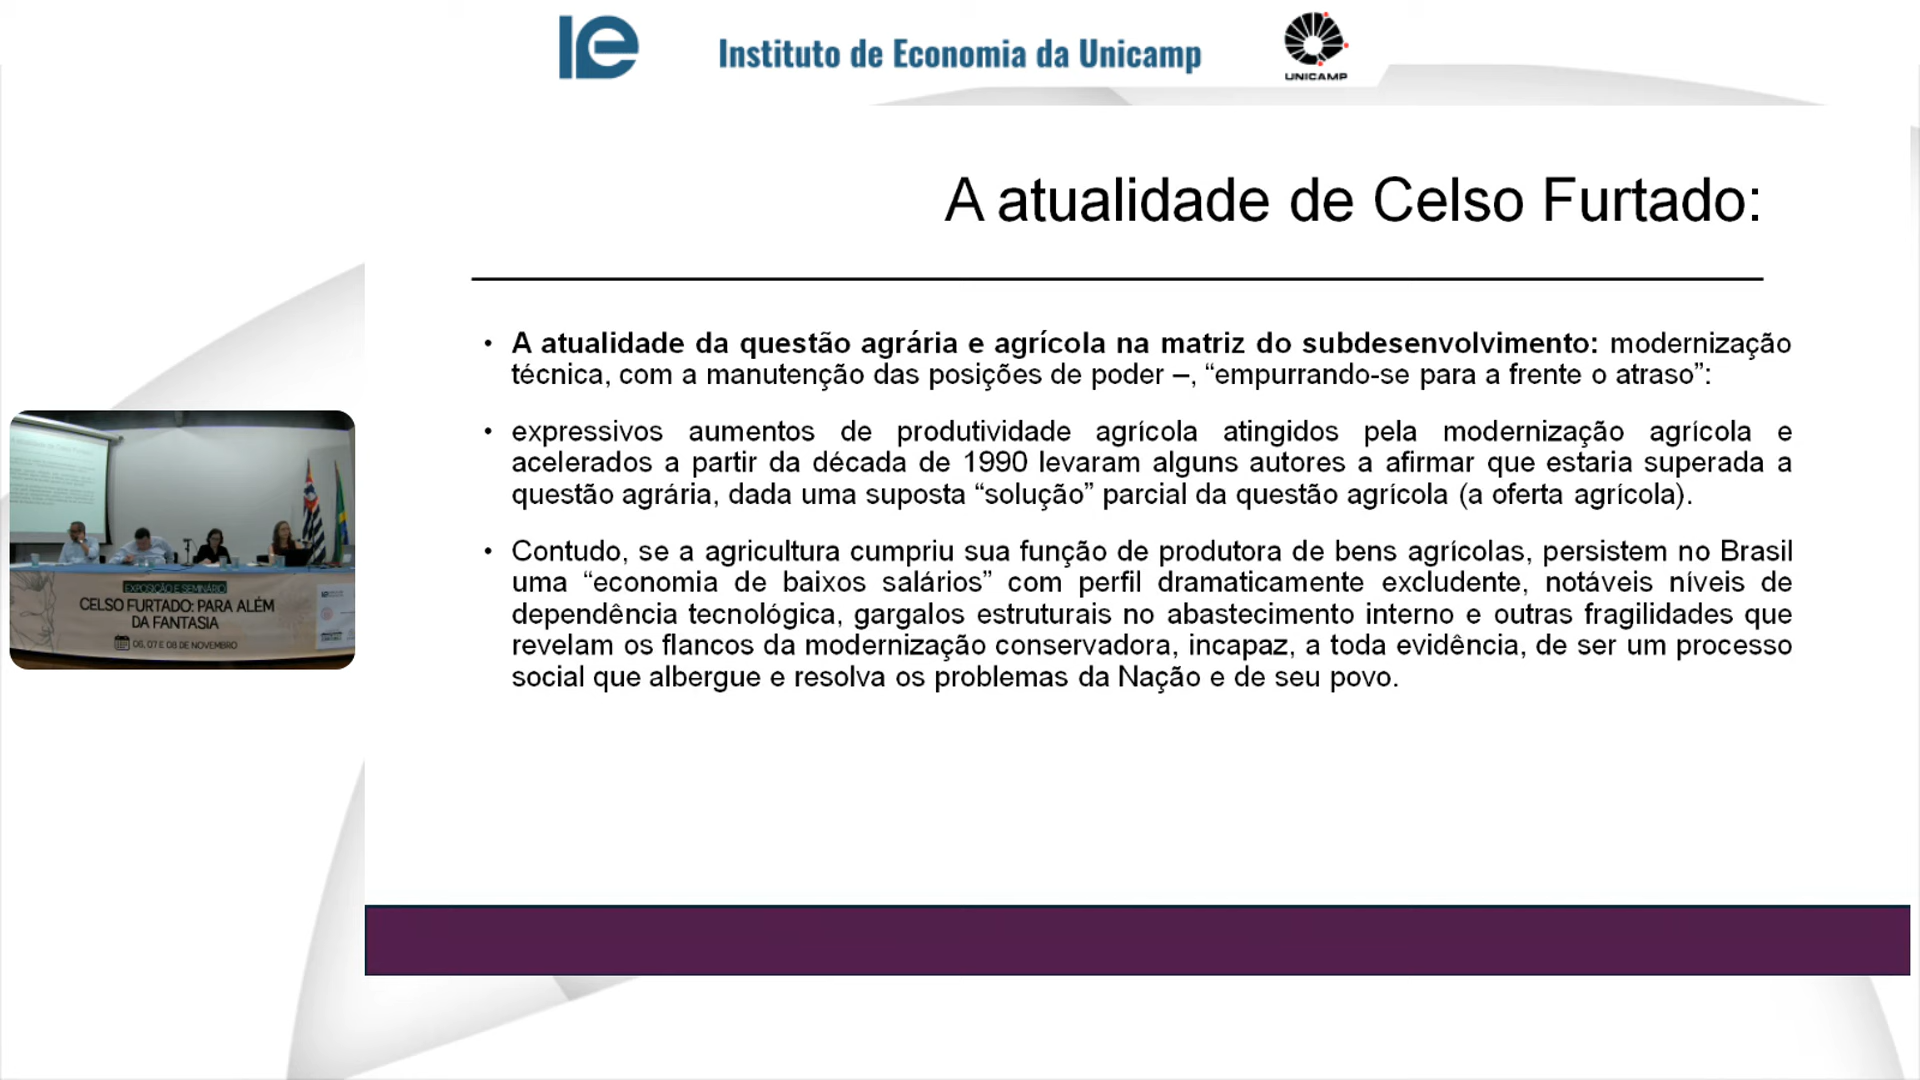 Instituto de Economia da Unicamp
UNICAMP
A atualidade de Celso Furtado:
• A atualidade da questão agrária e agrícola na matriz do subdesenvolvimento: modernização
técnica, com a manutenção das posições de poder –, “empurrando-se para a frente o atraso”:
• expressivos aumentos de produtividade agrícola atingidos pela modernização agrícola e
acelerados a partir da década de 1990 levaram alguns autores a afirmar que estaria superada a
questão agrária, dada uma suposta “solução” parcial da questão agrícola (a oferta agrícola).
• Contudo, se a agricultura cumpriu sua função de produtora de bens agrícolas, persistem no Brasil
uma “economia de baixos salários” com perfil dramaticamente excludente, notáveis níveis de
dependência tecnológica, gargalos estruturais no abastecimento interno e outras fragilidades que
revelam os flancos da modernização conservadora, incapaz, a toda evidência, de ser um processo
social que albergue e resolva os problemas da Nação e de seu povo.
EXPOSIÇÃO E SEMINÁRIO
CELSO FURTADO: PARA ALÉM
DA FANTASIA
06, 07 E 08 DE NOVEMBRO